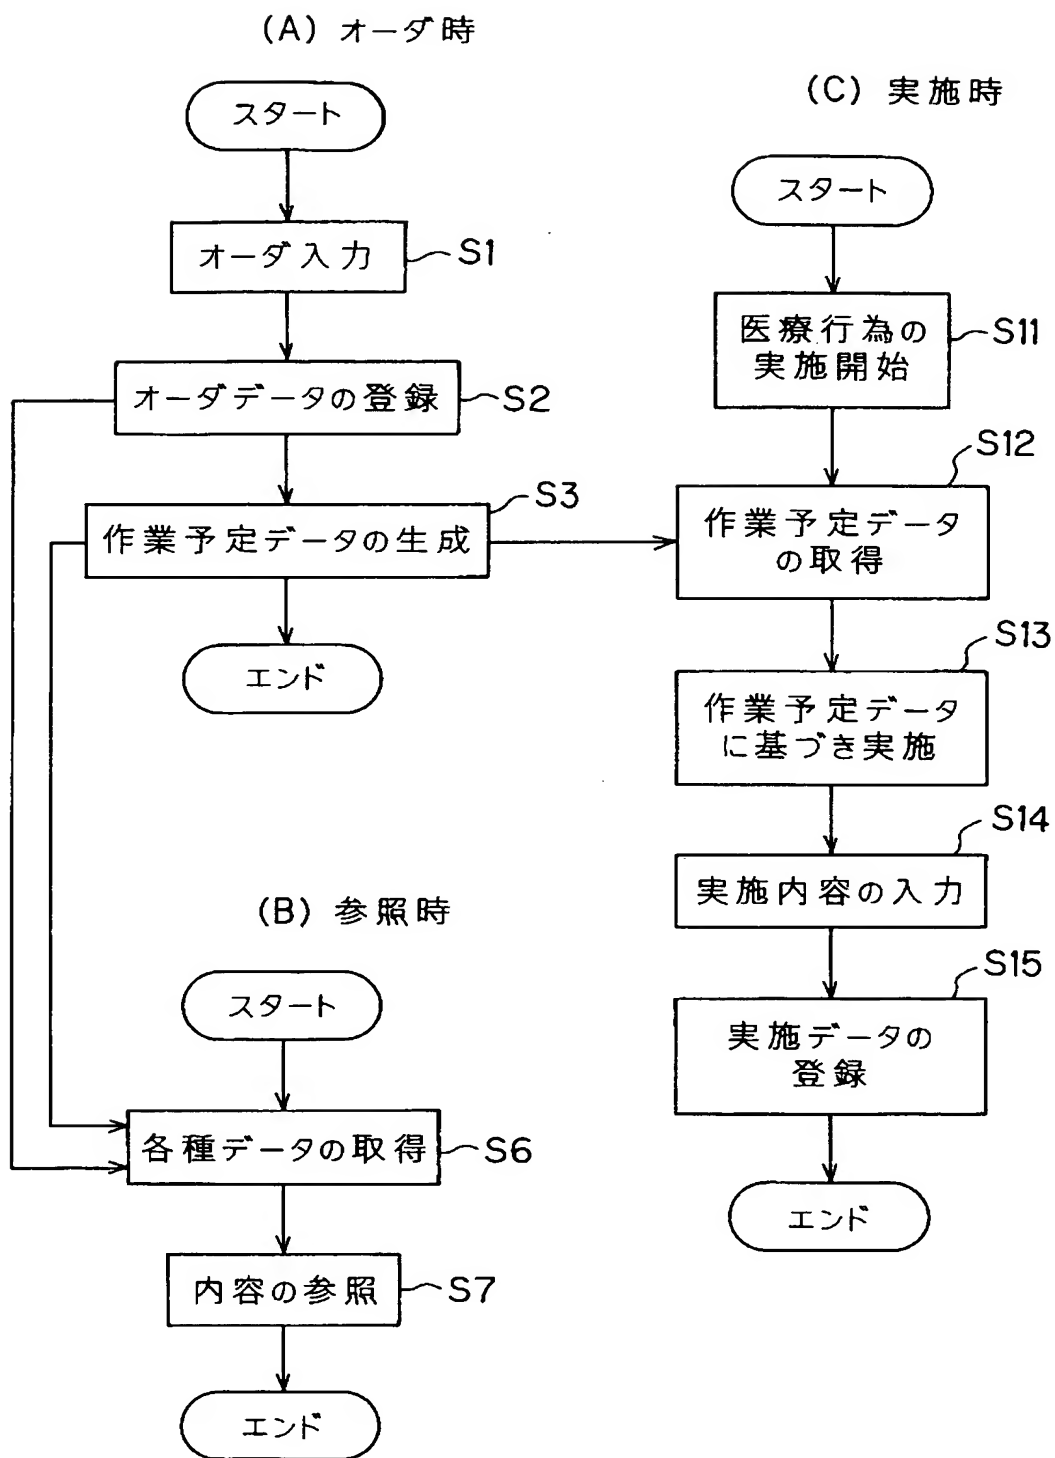 (A) オーダ時
スタート
オーダ入力
S1
オーダデータの登録
S2
作業予定データの生成
S3
エンド
(B) 参照時
スタート
各種データの取得
S6
内容の参照
S7
エンド
(C) 実施時
スタート
医療行為の
実施開始
S11
作業予定データ
の取得
S12
作業予定データ
に基づき実施
S13
実施内容の入力
S14
実施データの
登録
S15
エンド